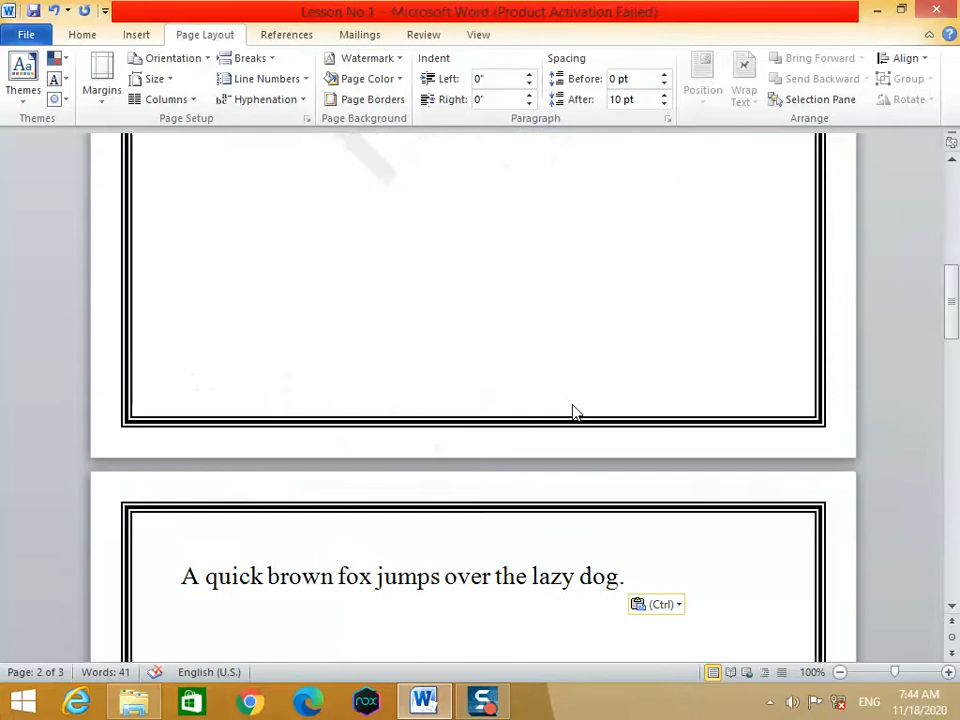 Lesson No 1 - Microsoft Word (Product Activation Failed)
File Home Insert Page Layout References Mailings Review View
Orientation Breaks Watermark Indent Spacing Bring Forward Align
Themes Margins Size Line Numbers Page Color Left: 0" Before: 0 pt Position Wrap Text Send Backward Group
Columns Hyphenation Page Borders Right: 0" After: 10 pt Selection Pane Rotate
Themes Page Setup Page Background Paragraph Arrange
A quick brown fox jumps over the lazy dog.
(Ctrl)
Page: 2 of 3 Words: 41 English (U.S.) 100%
nox W S ENG 7:44 AM
11/18/2020